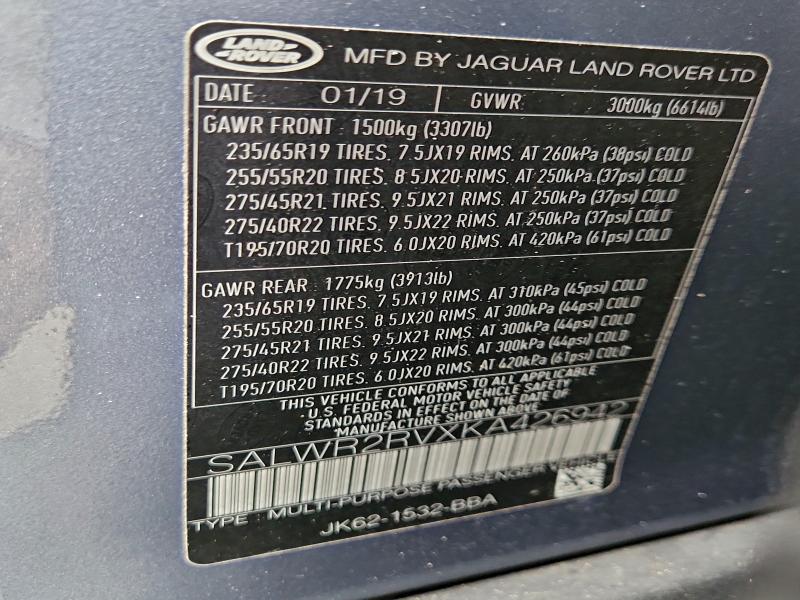 LAND ROVER
MFD BY JAGUAR LAND ROVER LTD
DATE 01/19 GVWR 3000kg (6614lb)
GAWR FRONT : 1500kg (3307lb)
235/65R19 TIRES. 7.5JX19 RIMS. AT 260kPa (38psi) COLD
255/55R20 TIRES. 8.5JX20 RIMS. AT 250kPa (37psi) COLD
275/45R21 TIRES. 9.5JX21 RIMS. AT 250kPa (37psi) COLD
275/40R22 TIRES. 9.5JX22 RIMS. AT 250kPa (37psi) COLD
T195/70R20 TIRES. 6.0JX20 RIMS. AT 420kPa (61psi) COLD
GAWR REAR : 1775kg (3913lb)
235/65R19 TIRES. 7.5JX19 RIMS. AT 310kPa (45psi) COLD
255/55R20 TIRES. 8.5JX20 RIMS. AT 300kPa (44psi) COLD
275/45R21 TIRES. 9.5JX21 RIMS. AT 300kPa (44psi) COLD
275/40R22 TIRES. 9.5JX22 RIMS. AT 300kPa (44psi) COLD
T195/70R20 TIRES. 6.0JX20 RIMS. AT 420kPa (61psi) COLD
THIS VEHICLE CONFORMS TO ALL APPLICABLE
U.S. FEDERAL MOTOR VEHICLE SAFETY
STANDARDS IN EFFECT ON THE DATE OF
MANUFACTURE SHOWN ABOVE.
SALWR2RVXKA426942
TYPE : MULTI-PURPOSE PASSENGER VEHICLE
JK62-1532-BBA